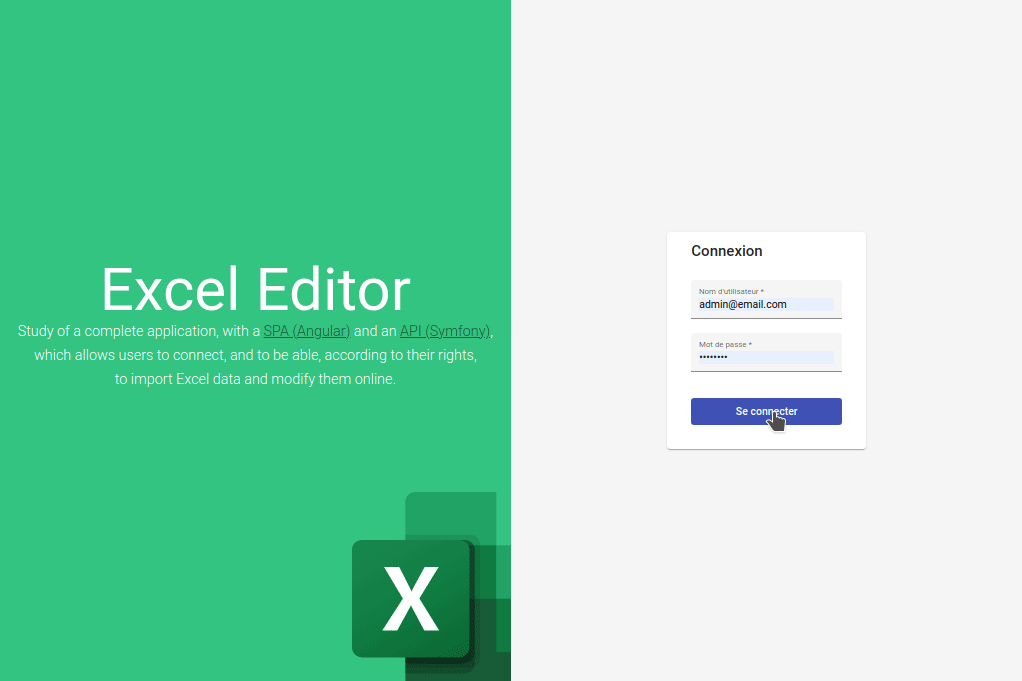 Excel Editor
Study of a complete application, with a SPA (Angular) and an API (Symfony),
which allows users to connect, and to be able, according to their rights,
to import Excel data and modify them online.
X
Connexion
Nom d'utilisateur *
admin@email.com
Mot de passe *
••••••••
Se connecter